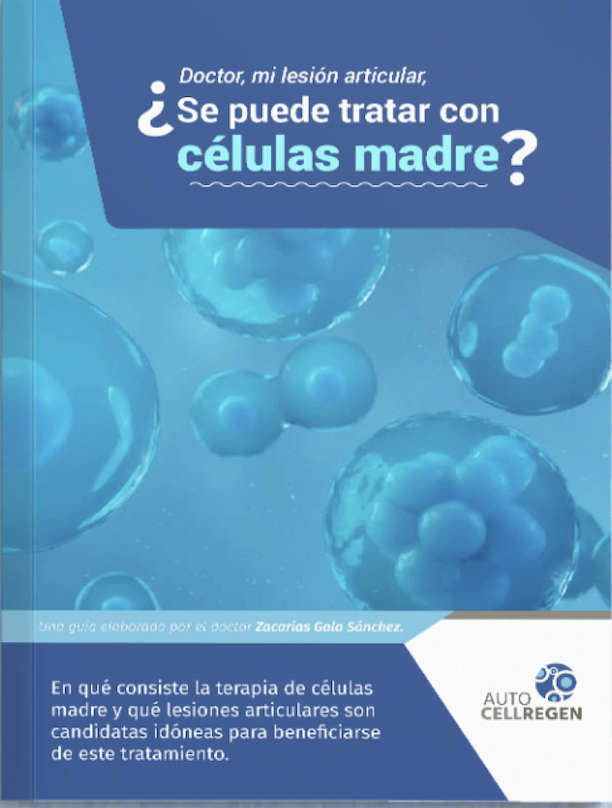 Doctor, mi lesión articular,
¿Se puede tratar con
células madre?
Una guía elaborada por el doctor Zacarías Galo Sánchez.
En qué consiste la terapia de células
madre y qué lesiones articulares son
candidatas idóneas para beneficiarse
de este tratamiento.
AUTO
CELLREGEN